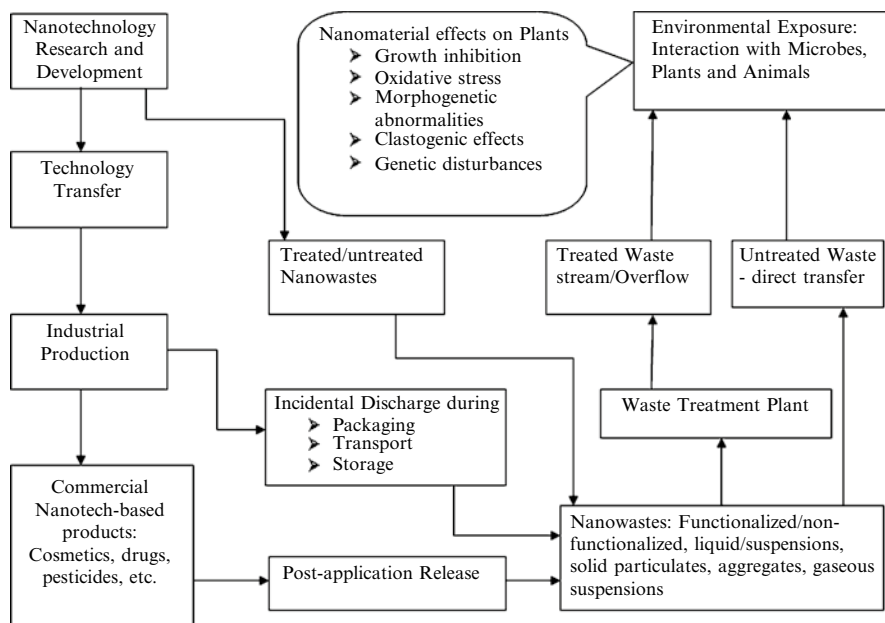 Nanotechnology
Research and
Development
Nanomaterial effects on Plants
➢ Growth inhibition
➢ Oxidative stress
➢ Morphogenetic
abnormalities
➢ Clastogenic effects
➢ Genetic disturbances
Environmental Exposure:
Interaction with Microbes,
Plants and Animals
Technology
Transfer
Treated/untreated
Nanowastes
Treated Waste
stream/Overflow
Untreated Waste
- direct transfer
Industrial
Production
Incidental Discharge during
➢ Packaging
➢ Transport
➢ Storage
Waste Treatment Plant
Commercial
Nanotech-based
products:
Cosmetics, drugs,
pesticides, etc.
Post-application Release
Nanowastes: Functionalized/non-
functionalized, liquid/suspensions,
solid particulates, aggregates, gaseous
suspensions